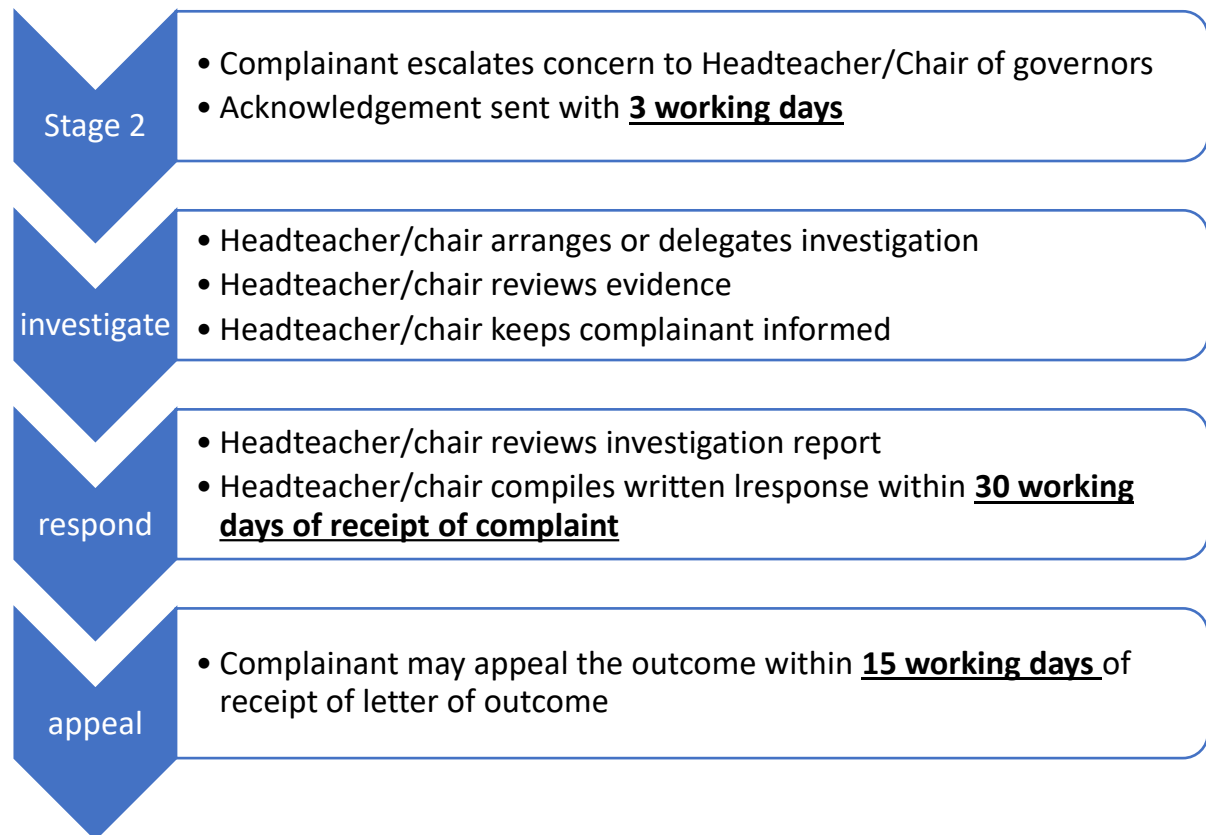 Stage 2
• Complainant escalates concern to Headteacher/Chair of governors
• Acknowledgement sent with 3 working days
investigate
• Headteacher/chair arranges or delegates investigation
• Headteacher/chair reviews evidence
• Headteacher/chair keeps complainant informed
respond
• Headteacher/chair reviews investigation report
• Headteacher/chair compiles written lresponse within 30 working
days of receipt of complaint
appeal
• Complainant may appeal the outcome within 15 working days of
receipt of letter of outcome